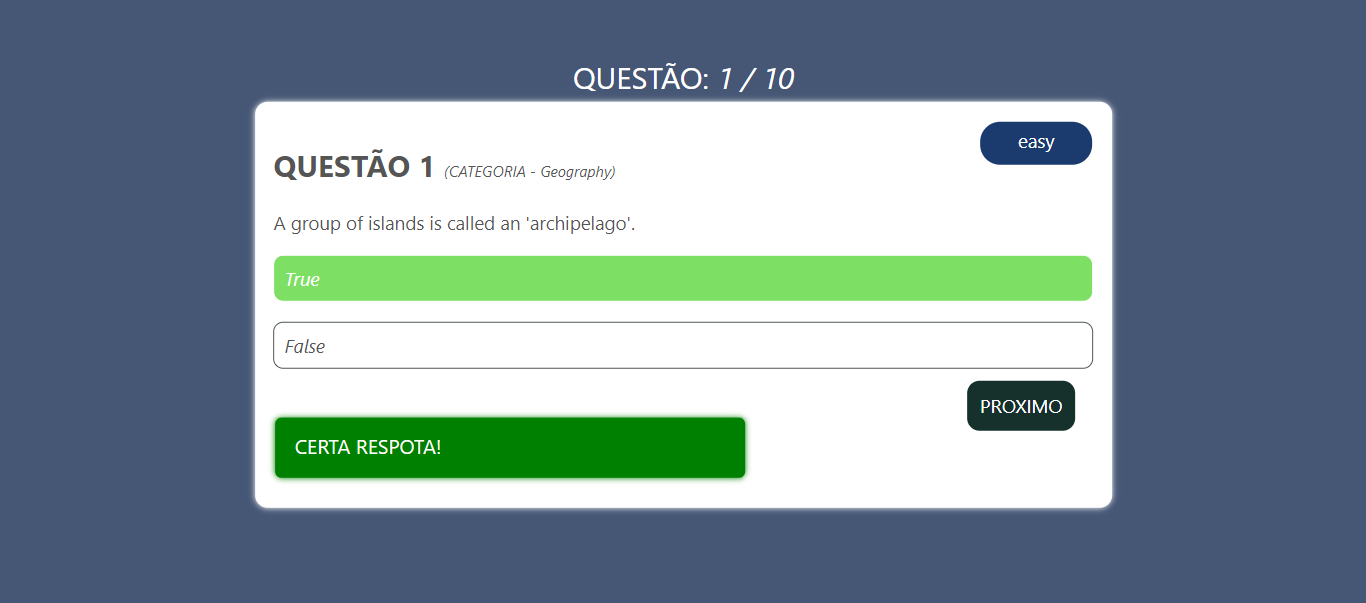 QUESTÃO: 1 / 10
easy
QUESTÃO 1 (CATEGORIA - Geography)
A group of islands is called an 'archipelago'.
True
False
PROXIMO
CERTA RESPOTA!